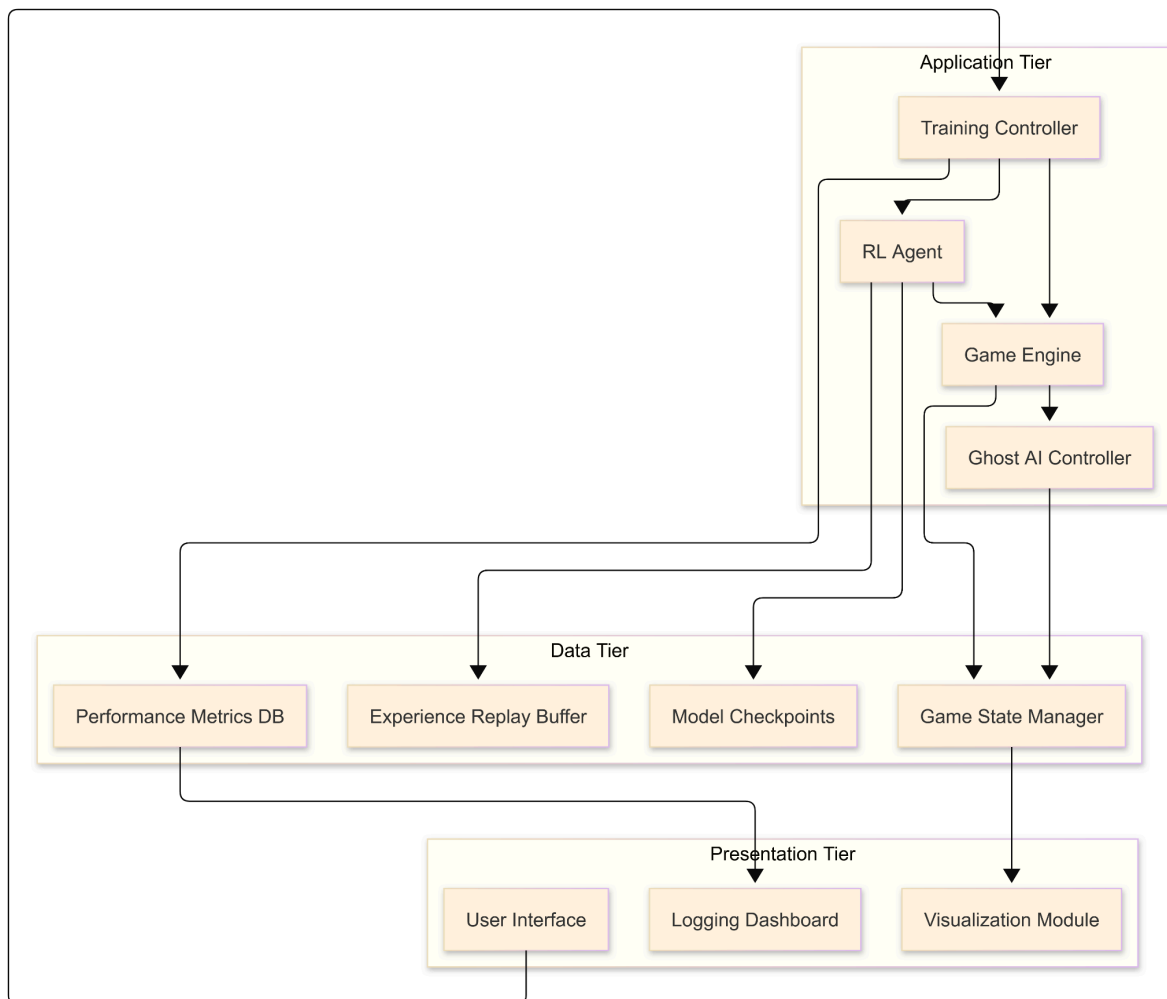 Application Tier
Training Controller
RL Agent
Game Engine
Ghost AI Controller
Data Tier
Performance Metrics DB
Experience Replay Buffer
Model Checkpoints
Game State Manager
Presentation Tier
User Interface
Logging Dashboard
Visualization Module